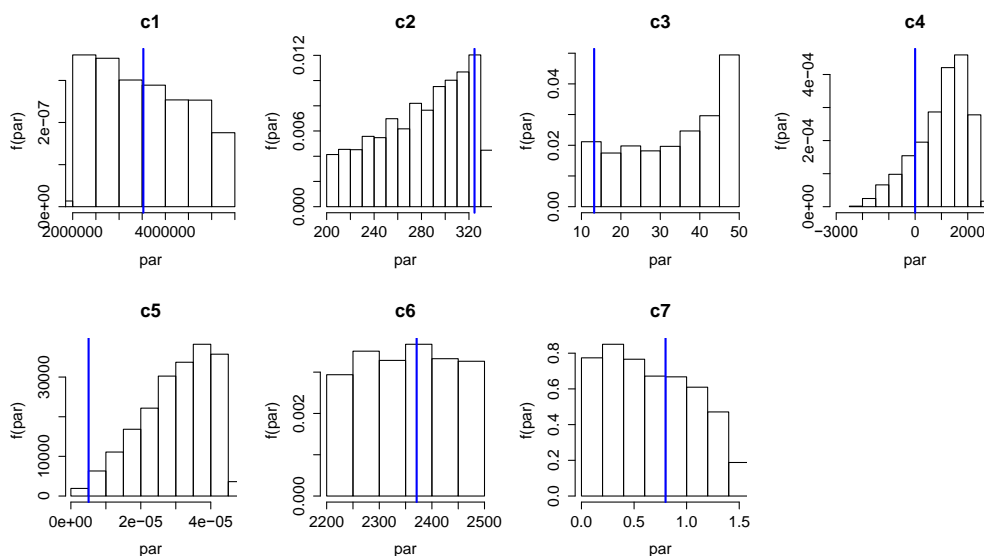 c1
f(par)
0e+00
2e−07
2000000
4000000
par
c2
f(par)
0.000
0.006
0.012
200
240
280
320
par
c3
f(par)
0.00
0.02
0.04
10
20
30
40
50
par
c4
f(par)
0e+00
2e−04
4e−04
−3000
0
2000
par
c5
f(par)
0
10000
30000
0e+00
2e−05
4e−05
par
c6
f(par)
0.000
0.002
2200
2300
2400
2500
par
c7
f(par)
0.0
0.2
0.4
0.6
0.8
0.0
0.5
1.0
1.5
par